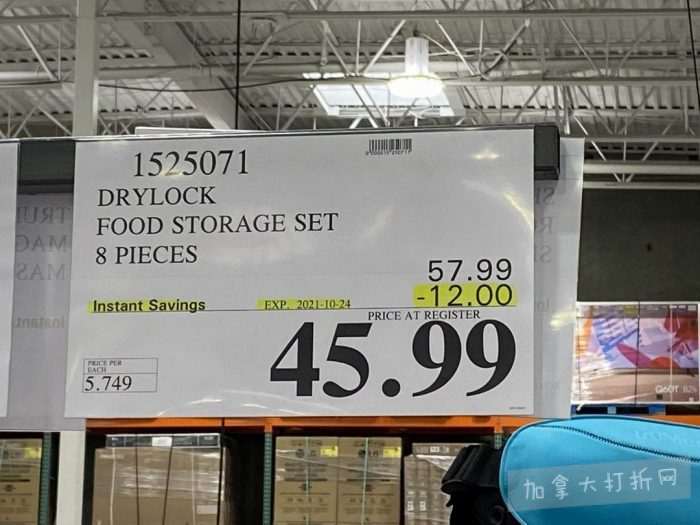 1525071
DRYLOCK
FOOD STORAGE SET
8 PIECES
57.99
Instant Savings EXP. 2021-10-24 -12.00
PRICE AT REGISTER
45.99
PRICE PER
EACH
5.749
Q60T
加拿大打折网